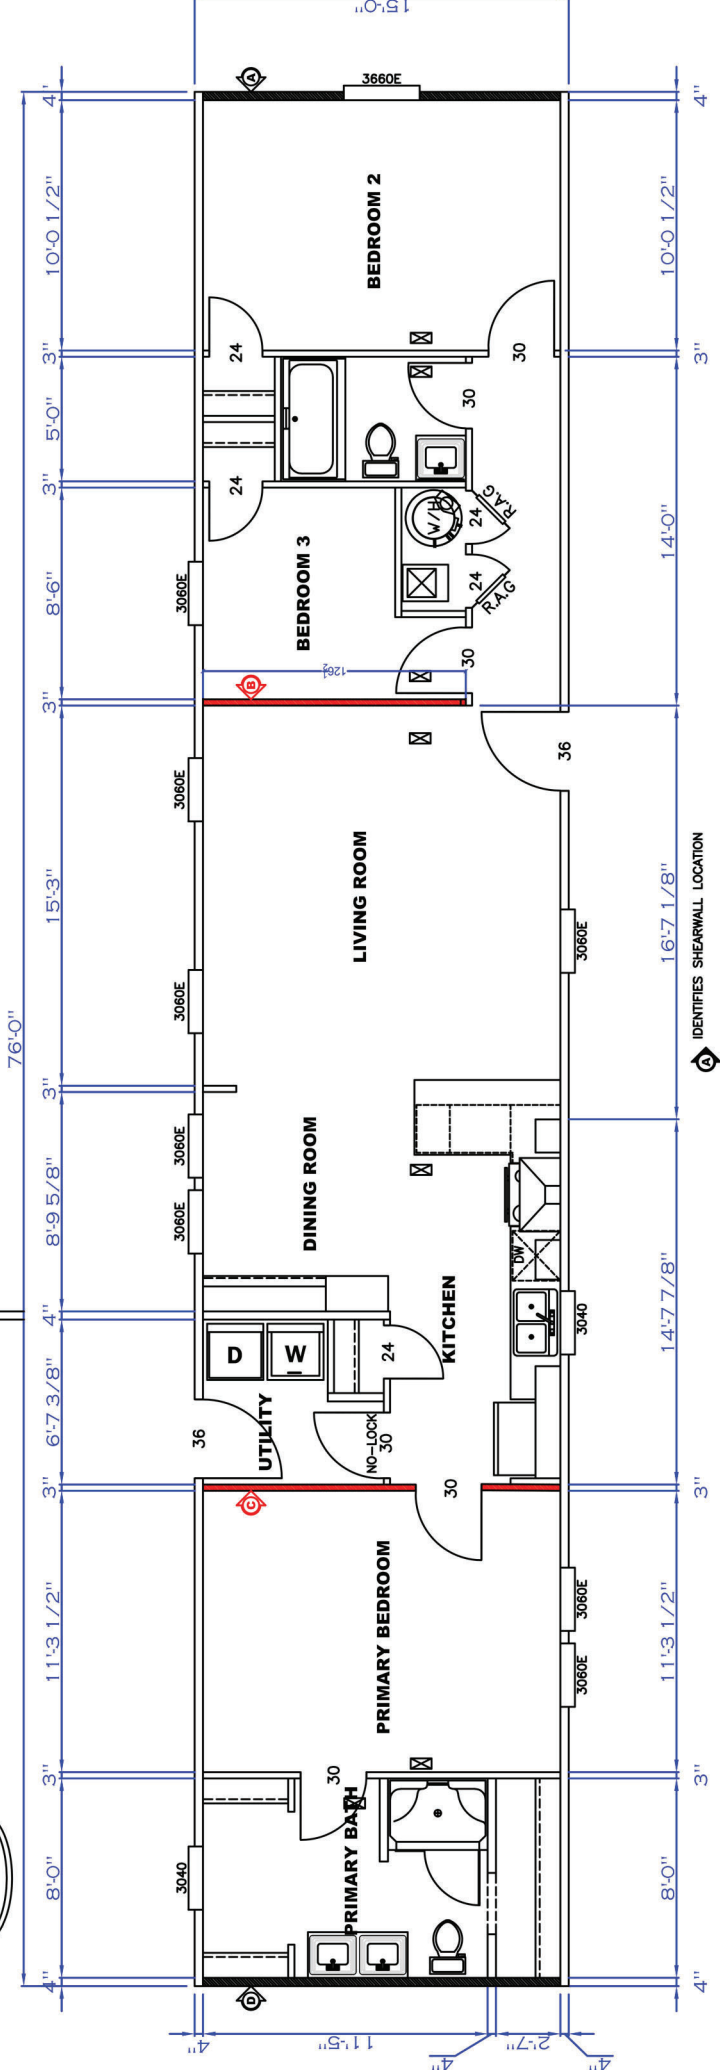 15'-0"
A
3660E
4"
4"
10'-0 1/2"
BEDROOM 2
10'-0 1/2"
3"
24
30
3"
5'-0"
30
3"
24
W/H
24
R.A.G
14'-0"
8'-6"
3060E
BEDROOM 3
24
R.A.G
30
B
126½
3"
3060E
36
15'-3"
LIVING ROOM
16'-7 1/8"
3060E
3060E
IDENTIFIES SHEARWALL LOCATION
A
76'-0"
3"
3060E
DINING ROOM
8'-9 5/8"
3060E
DW
4"
KITCHEN
3040
14'-7 7/8"
D
W
24
6'-7 3/8"
36
UTILITY
NO-LOCK
30
3"
C
30
3"
11'-3 1/2"
PRIMARY BEDROOM
3060E
3060E
11'-3 1/2"
3"
30
3"
3040
PRIMARY BATH
8'-0"
8'-0"
4"
D
4"
4"
11'-5"
4"
2'-7"
4"